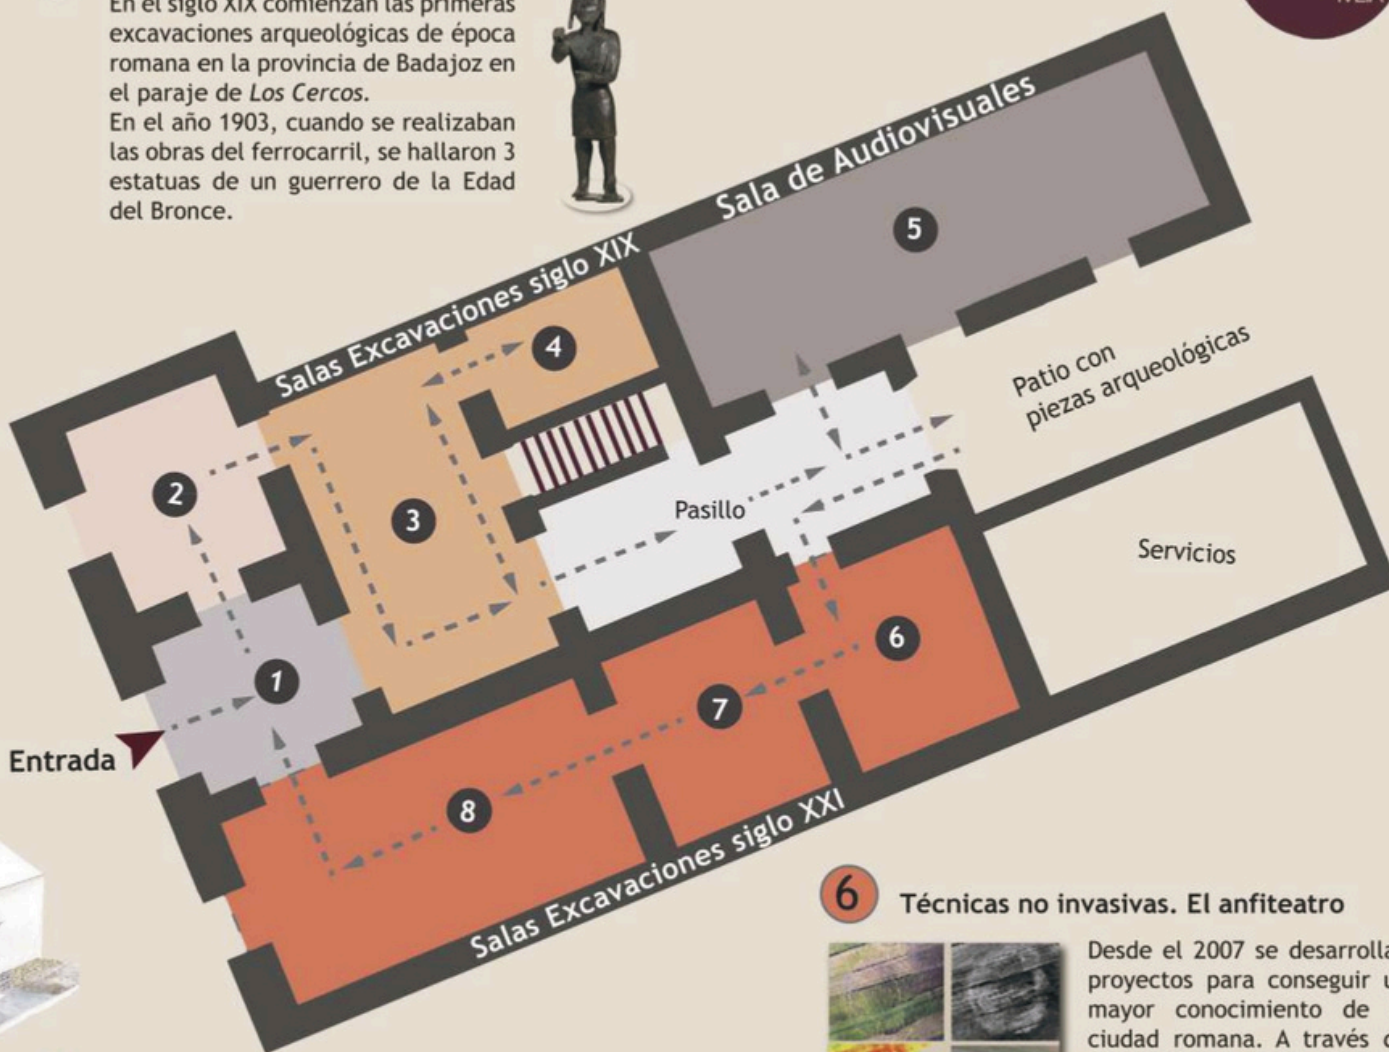 En el siglo XIX comienzan las primeras
excavaciones arqueológicas de época
romana en la provincia de Badajoz en
el paraje de Los Cercos.
En el año 1903, cuando se realizaban
las obras del ferrocarril, se hallaron 3
estatuas de un guerrero de la Edad
del Bronce.
Sala de Audiovisuales
5
Salas Excavaciones siglo XIX
4
Patio con
piezas arqueológicas
2
3
Pasillo
Servicios
1
6
7
Entrada
8
Salas Excavaciones siglo XXI
6 Técnicas no invasivas. El anfiteatro
Desde el 2007 se desarrolla
proyectos para conseguir
mayor conocimiento de
ciudad romana. A través